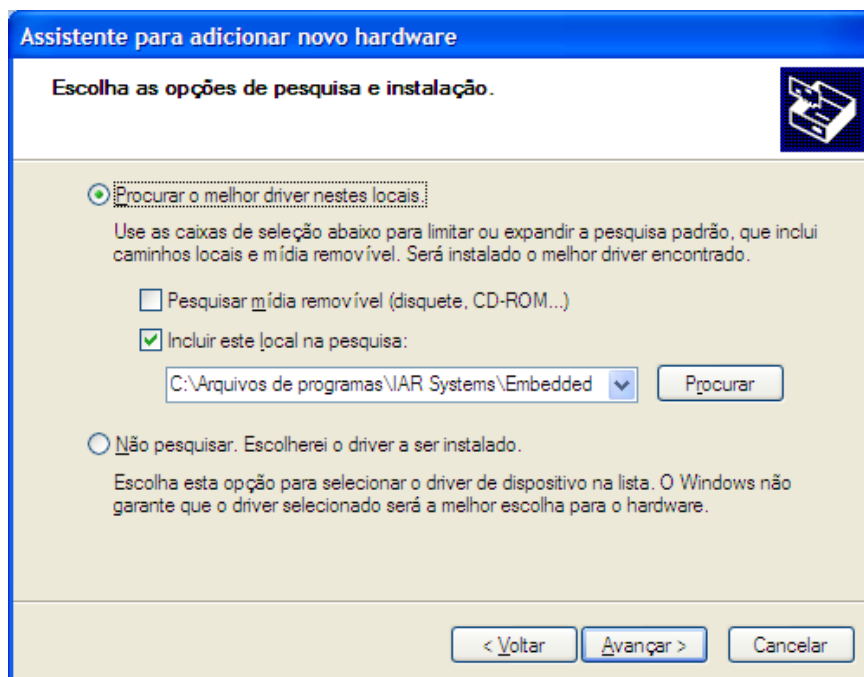 Assistente para adicionar novo hardware
Escolha as opções de pesquisa e instalação.
Procurar o melhor driver nestes locais.
Use as caixas de seleção abaixo para limitar ou expandir a pesquisa padrão, que inclui
caminhos locais e mídia removível. Será instalado o melhor driver encontrado.
Pesquisar mídia removível (disquete, CD-ROM...)
Incluir este local na pesquisa:
C:\Arquivos de programas\IAR Systems\Embedded
Procurar
Não pesquisar. Escolherei o driver a ser instalado.
Escolha esta opção para selecionar o driver de dispositivo na lista. O Windows não
garante que o driver selecionado será a melhor escolha para o hardware.
< Voltar
Avançar >
Cancelar